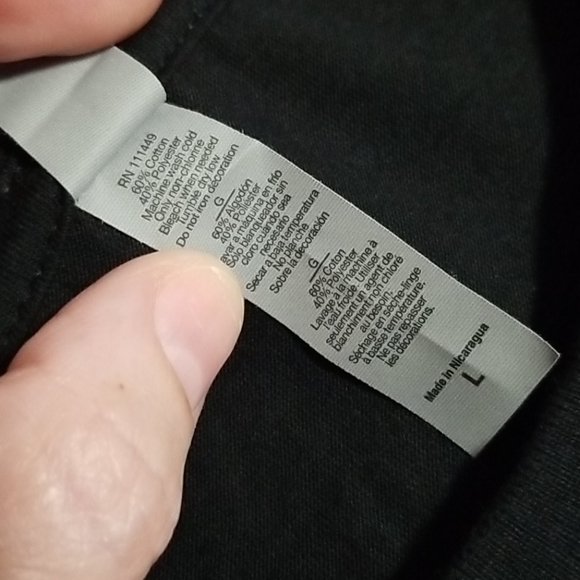 RN 111449
60% Cotton
40% Polyester
Machine wash cold
Only non-chlorine
Bleach when needed
Tumble dry low
Do not iron decoration
G
60% Algodón
40% Poliéster
avar a máquina en frío
Solo blanqueador sin
cloro cuando sea
necesario
Secar a baja temperatura
No planche
Sobre la decoración
G
60% Coton
40% Polyester
Lavage à la machine à
l'eau froide. Utiliser
seulement un agent de
blanchiment non chloré
au besoin.
Séchage en sèche-linge
à basse température.
Ne pas repasser
les décorations.
Made in Nicaragua
L